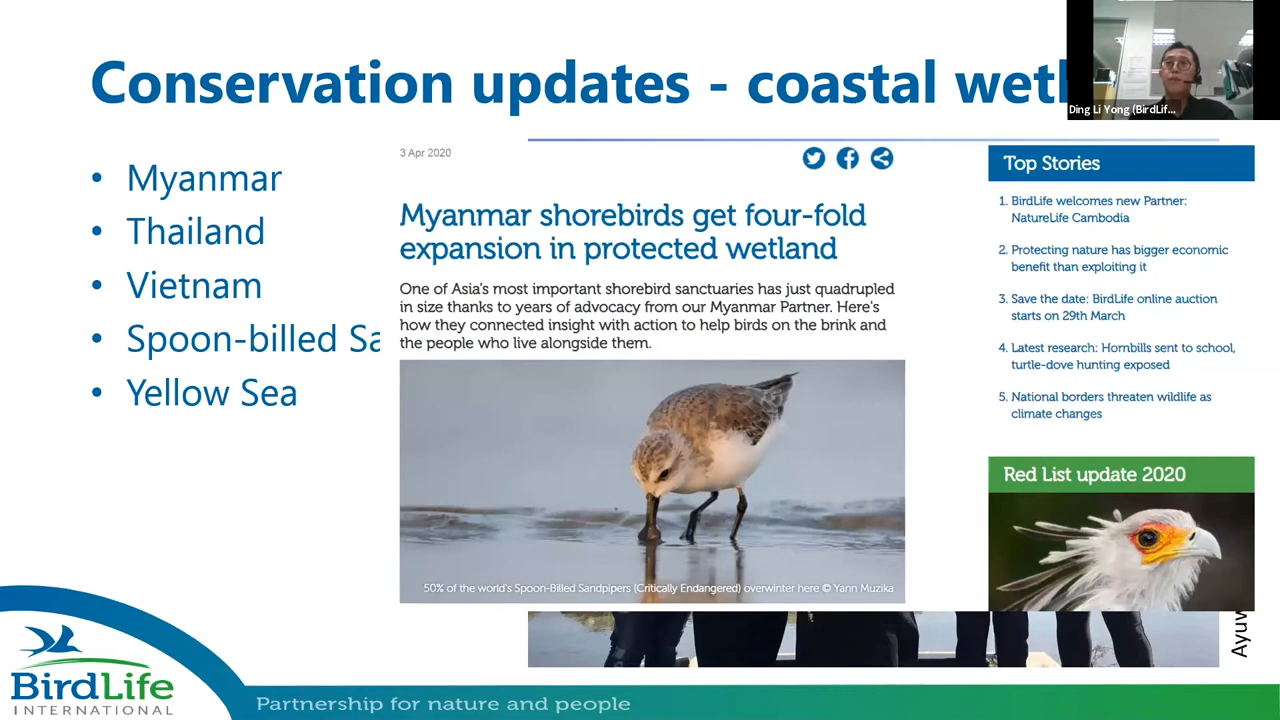 Conservation updates - coastal
Ding Li Yong (BirdLif...
• Myanmar
• Thailand
• Vietnam
• Spoon-billed
• Yellow Sea
3 Apr 2020
Myanmar shorebirds get four-fold
expansion in protected wetland
One of Asia's most important shorebird sanctuaries has just quadrupled
in size thanks to years of advocacy from our Myanmar Partner. Here's
how they connected insight with action to help birds on the brink and
the people who live alongside them.
50% of the world's Spoon-Billed Sandpipers (Critically Endangered) overwinter here © Yann Muzika
Top Stories
1. BirdLife welcomes new Partner:
NatureLife Cambodia
2. Protecting nature has bigger economic
benefit than exploiting it
3. Save the date: BirdLife online auction
starts on 29th March
4. Latest research: Hornbills sent to school,
turtle-dove hunting exposed
5. National borders threaten wildlife as
climate changes
Red List update 2020
BirdLife
INTERNATIONAL
Partnership for nature and people